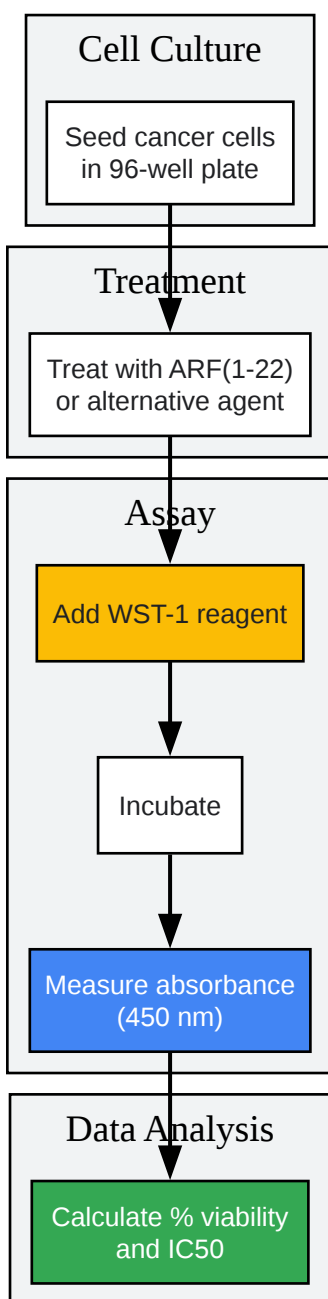 Cell Culture
Seed cancer cells
in 96-well plate
Treatment
Treat with ARF(1-22)
or alternative agent
Assay
Add WST-1 reagent
Incubate
Measure absorbance
(450 nm)
Data Analysis
Calculate % viability
and IC50